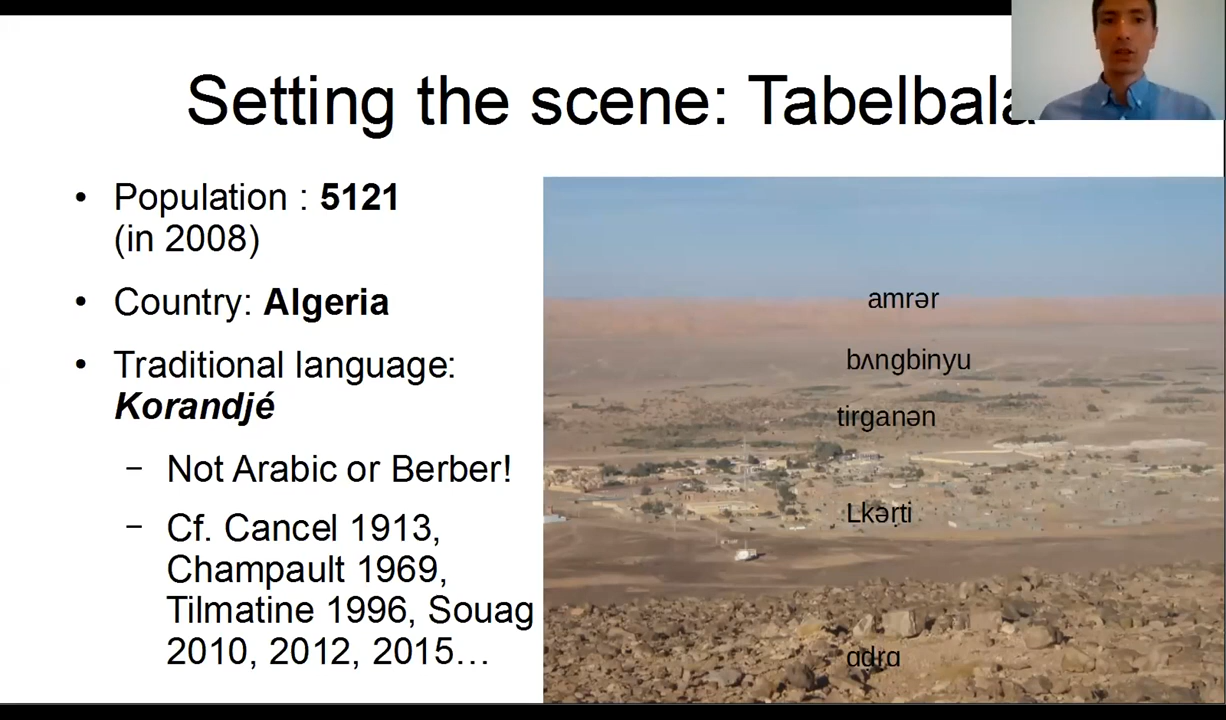 Setting the scene: Tabelbala
• Population : 5121
(in 2008)
• Country: Algeria
• Traditional language:
Korandjé
– Not Arabic or Berber!
– Cf. Cancel 1913,
Champault 1969,
Tilmatine 1996, Souag
2010, 2012, 2015…
amrər
bʌngbinyu
tirganən
Lkəṛti
ɑdrɑ